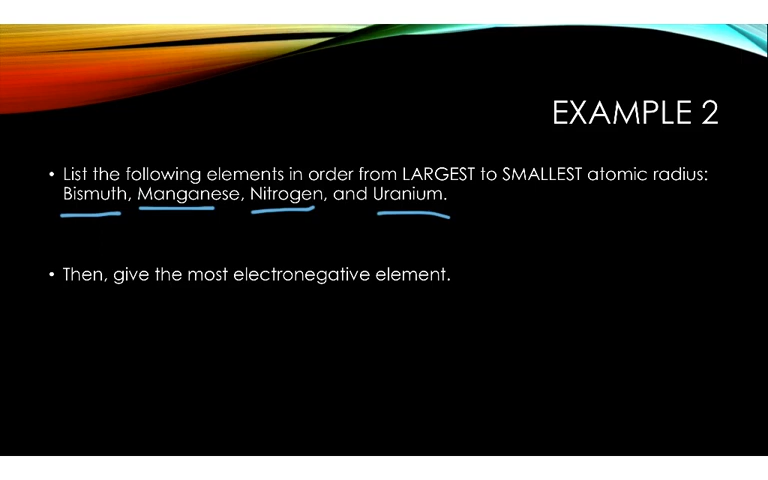 EXAMPLE 2
• List the following elements in order from LARGEST to SMALLEST atomic radius:
Bismuth, Manganese, Nitrogen, and Uranium.
• Then, give the most electronegative element.